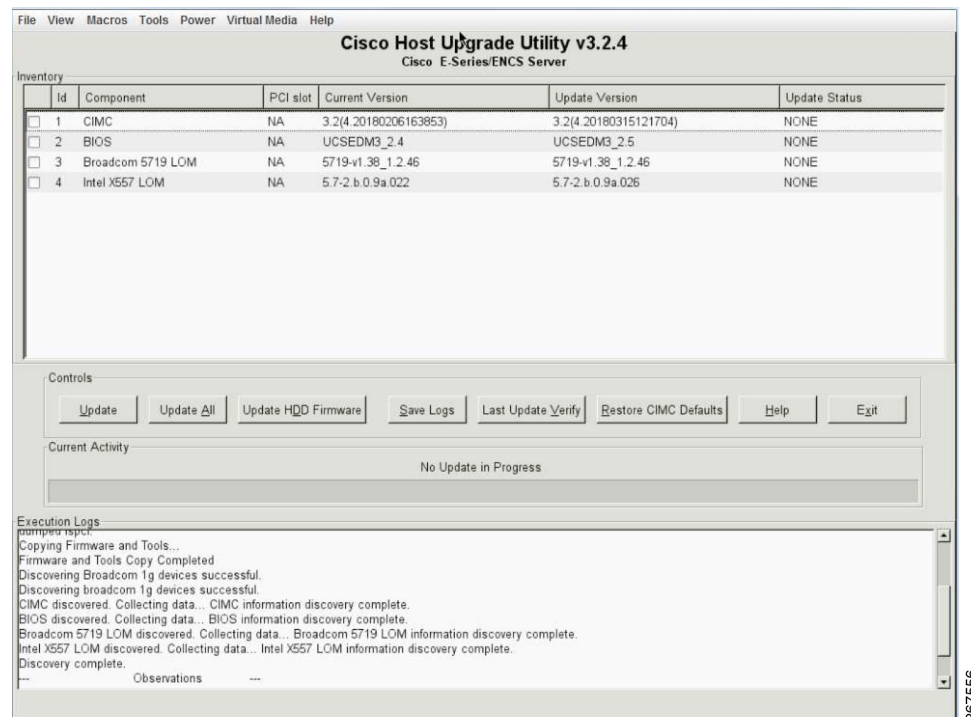 File View Macros Tools Power Virtual Media Help
Cisco Host Upgrade Utility v3.2.4
Cisco E-Series/ENCS Server
Inventory
Id Component PCI slot Current Version Update Version Update Status
1 CIMC NA 3.2(4.20180206163853) 3.2(4.20180315121704) NONE
2 BIOS NA UCSEDM3_2.4 UCSEDM3_2.5 NONE
3 Broadcom 5719 LOM NA 5719-v1.38_1.2.46 5719-v1.38_1.2.46 NONE
4 Intel X557 LOM NA 5.7-2.b.0.9a.022 5.7-2.b.0.9a.026 NONE
Controls
Update Update All Update HDD Firmware Save Logs Last Update Verify Restore CIMC Defaults Help Exit
Current Activity
No Update in Progress
Execution Logs
dumped lspci.
Copying Firmware and Tools...
Firmware and Tools Copy Completed
Discovering Broadcom 1g devices successful.
Discovering broadcom 1g devices successful.
CIMC discovered. Collecting data... CIMC information discovery complete.
BIOS discovered. Collecting data... BIOS information discovery complete.
Broadcom 5719 LOM discovered. Collecting data... Broadcom 5719 LOM information discovery complete.
Intel X557 LOM discovered. Collecting data... Intel X557 LOM information discovery complete.
Discovery complete.
--- Observations ---